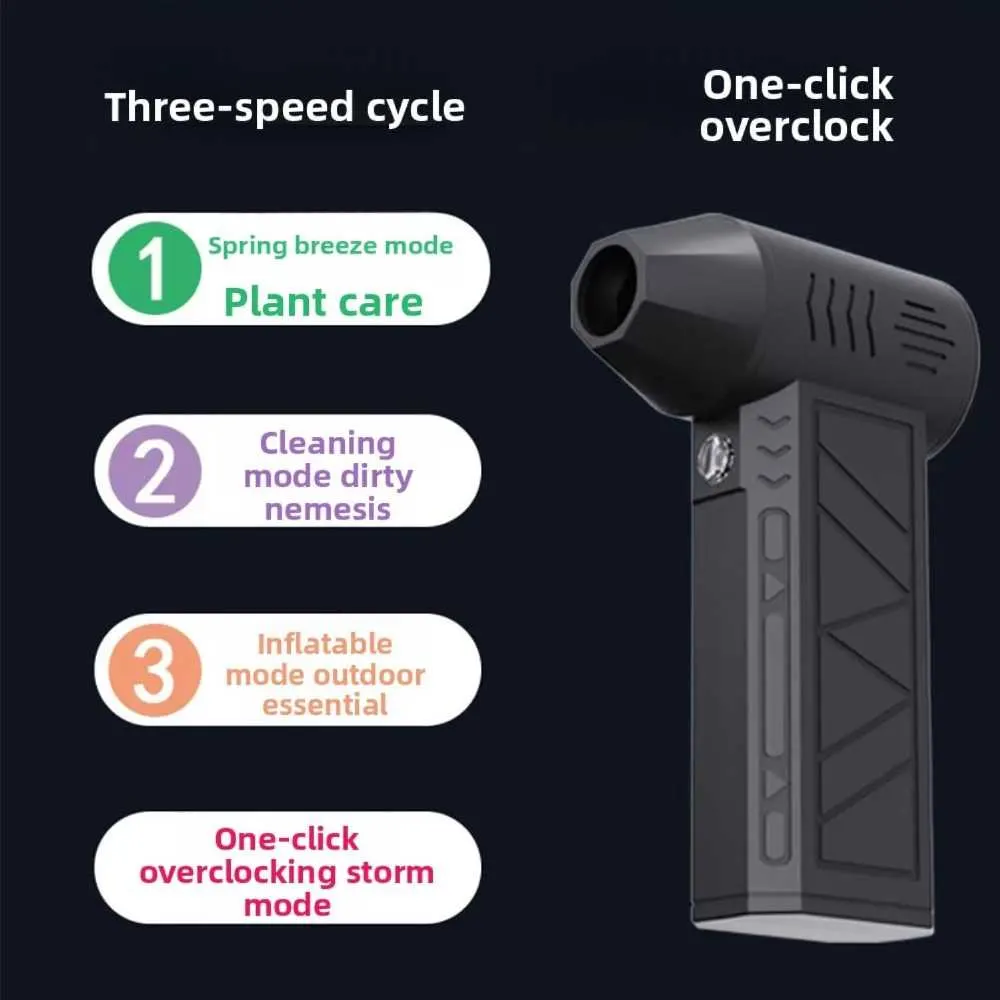 Three-speed cycle
One-click
overclock
1
Spring breeze mode
Plant care
2
Cleaning
mode dirty
nemesis
3
Inflatable
mode outdoor
essential
One-click
overclocking storm
mode